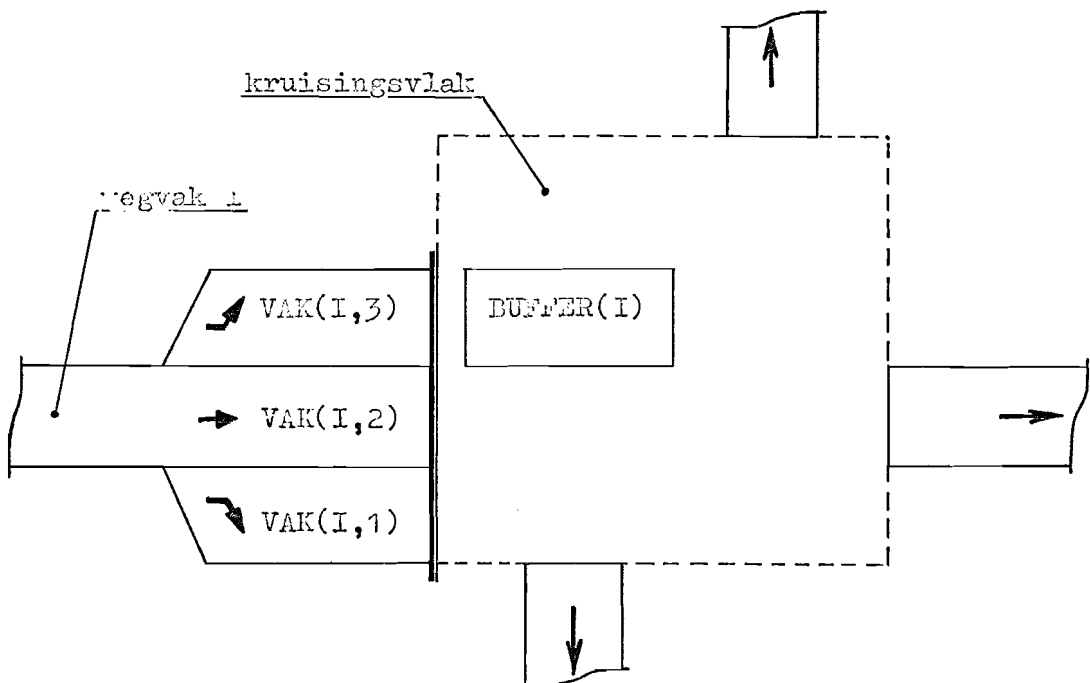 kruisingsvlak
VAK(I,3)
BUFFER(I)
VAK(I,2)
VAK(I,1)